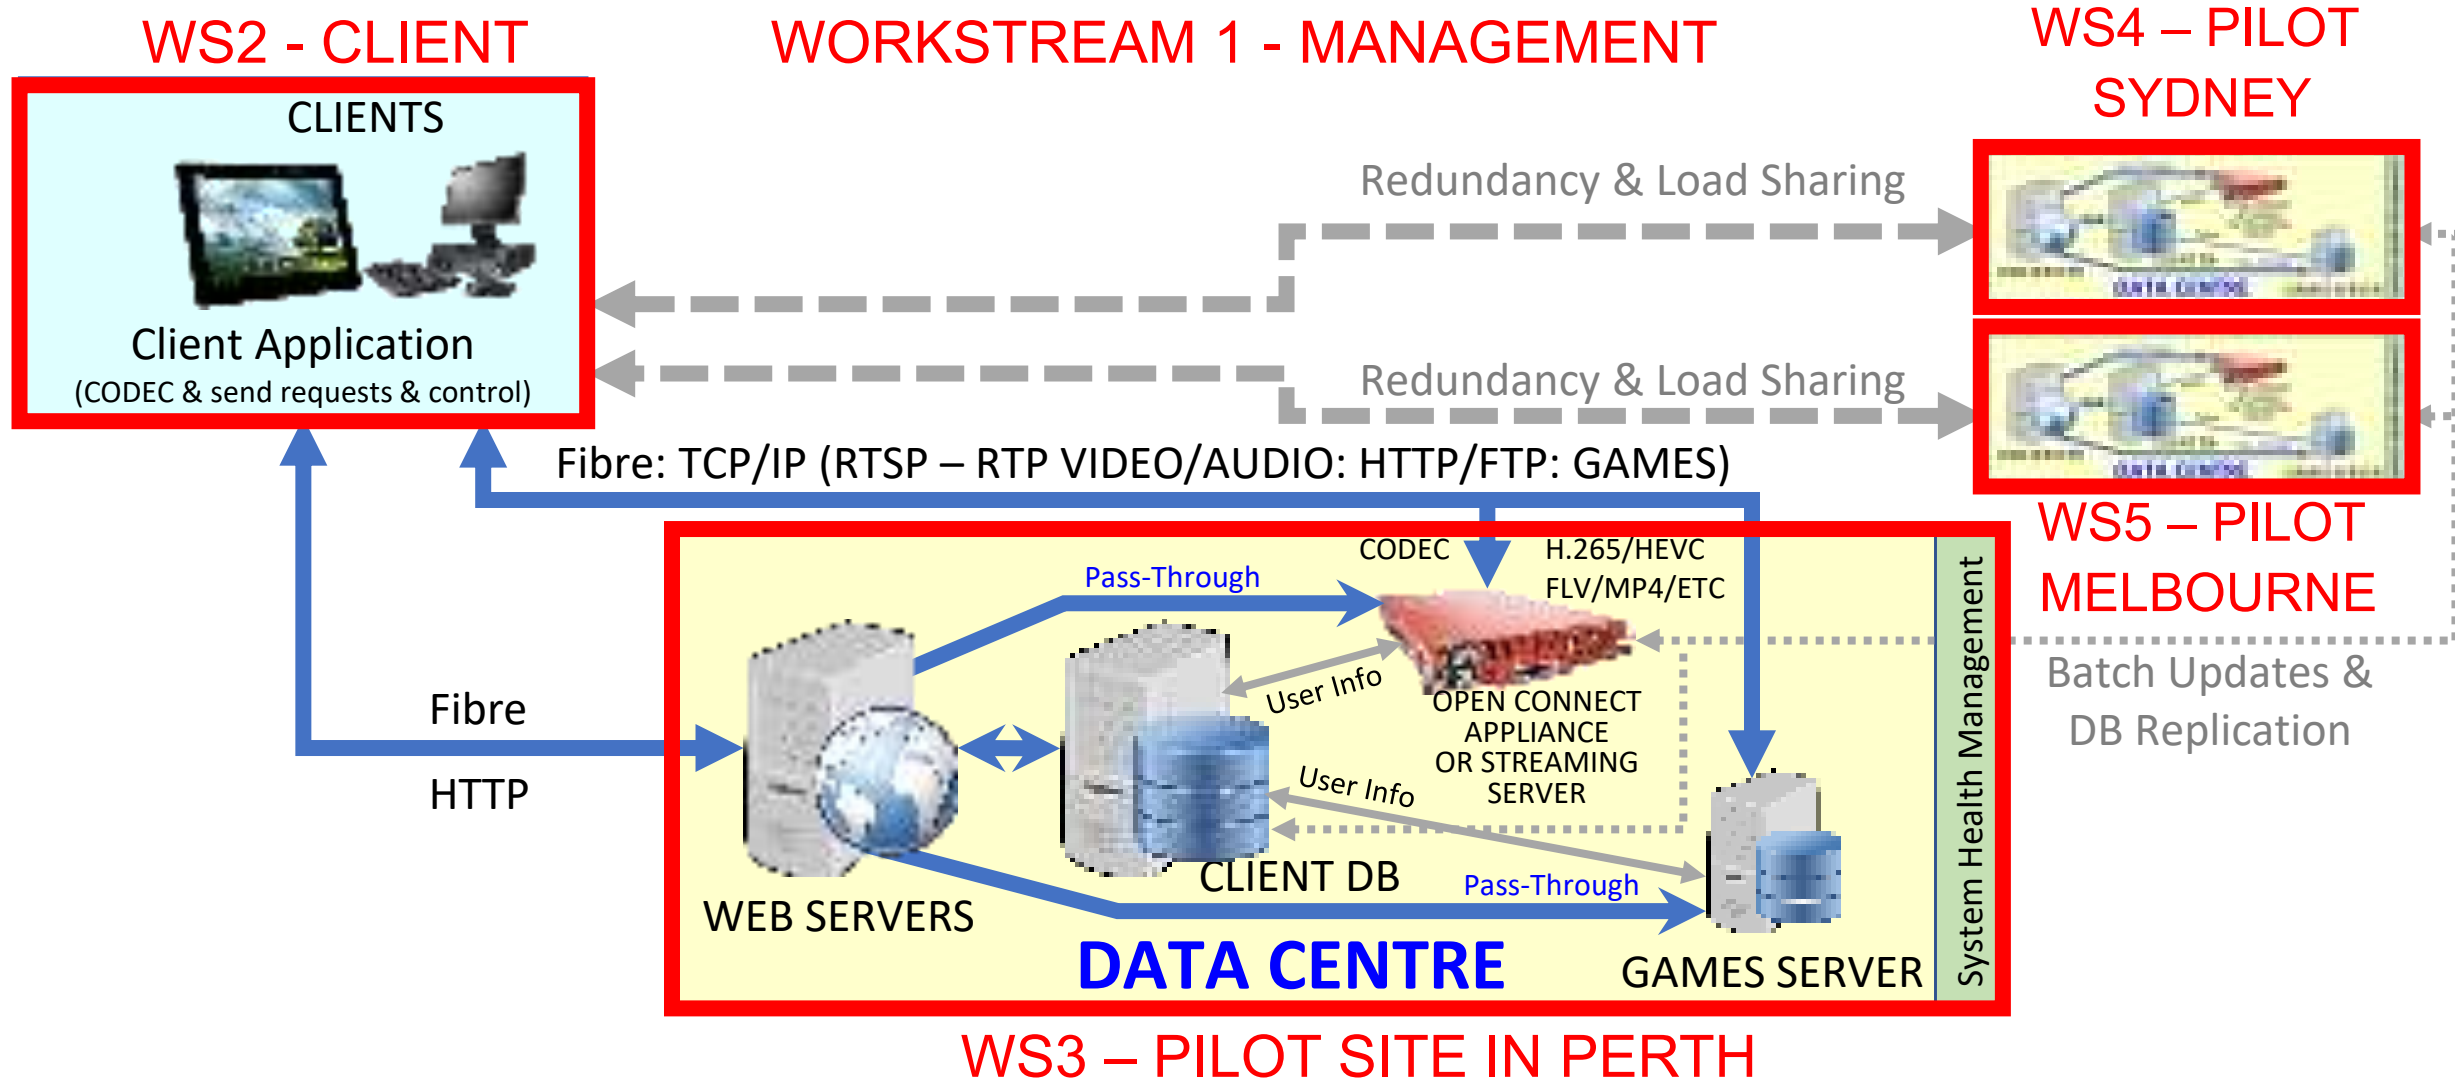 WS2 - CLIENT
WORKSTREAM 1 - MANAGEMENT
WS4 – PILOT
SYDNEY
CLIENTS
Client Application
(CODEC & send requests & control)
Redundancy & Load Sharing
DATA CENTRE
Redundancy & Load Sharing
DATA CENTRE
WS5 – PILOT
MELBOURNE
Fibre: TCP/IP (RTSP – RTP VIDEO/AUDIO: HTTP/FTP: GAMES)
Fibre
HTTP
Pass-Through
CODEC
H.265/HEVC
FLV/MP4/ETC
User Info
OPEN CONNECT
APPLIANCE
OR STREAMING
SERVER
User Info
CLIENT DB
Pass-Through
WEB SERVERS
DATA CENTRE
GAMES SERVER
System Health Management
Batch Updates &
DB Replication
WS3 – PILOT SITE IN PERTH